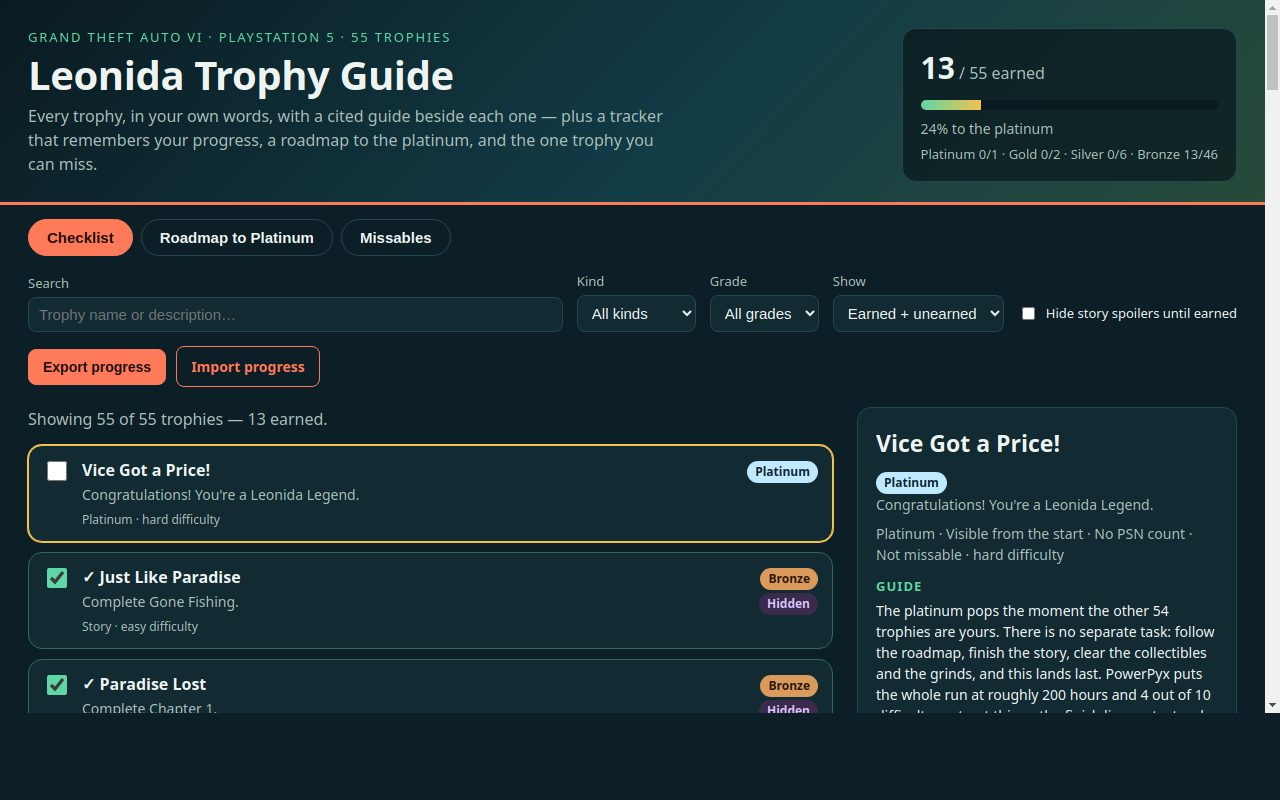 GRAND THEFT AUTO VI · PLAYSTATION 5 · 55 TROPHIES
Leonida Trophy Guide
Every trophy, in your own words, with a cited guide beside each one — plus a tracker
that remembers your progress, a roadmap to the platinum, and the one trophy you
can miss.
13 / 55 earned
24% to the platinum
Platinum 0/1 · Gold 0/2 · Silver 0/6 · Bronze 13/46
Checklist
Roadmap to Platinum
Missables
Search
Trophy name or description…
Kind
All kinds
Grade
All grades
Show
Earned + unearned
Hide story spoilers until earned
Export progress
Import progress
Showing 55 of 55 trophies — 13 earned.
Vice Got a Price!
Platinum
Congratulations! You're a Leonida Legend.
Platinum · hard difficulty
✓ Just Like Paradise
Bronze
Complete Gone Fishing.
Hidden
Story · easy difficulty
✓ Paradise Lost
Bronze
Complete Chapter 1.
Hidden
Vice Got a Price!
Platinum
Congratulations! You're a Leonida Legend.
Platinum · Visible from the start · No PSN count ·
Not missable · hard difficulty
GUIDE
The platinum pops the moment the other 54
trophies are yours. There is no separate task: follow
the roadmap, finish the story, clear the collectibles
and the grinds, and this lands last. PowerPyx puts
the whole run at roughly 200 hours and 4 out of 10